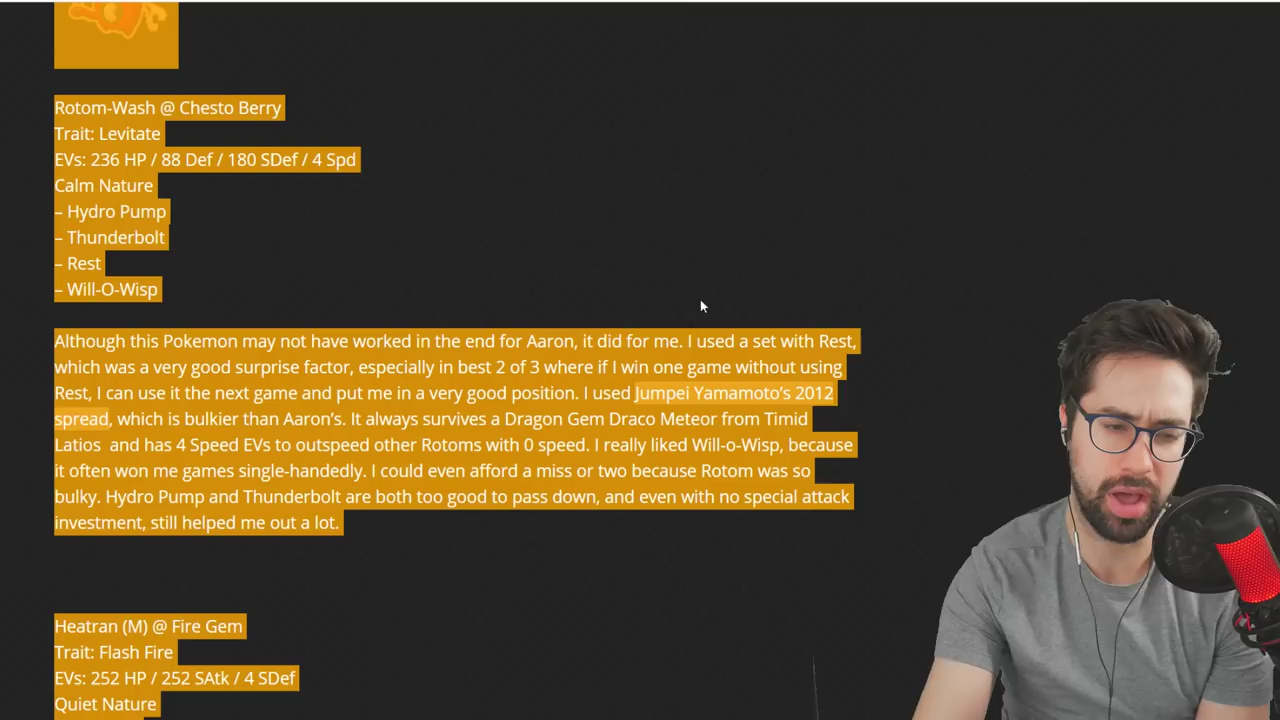 Rotom-Wash @ Chesto Berry
Trait: Levitate
EVs: 236 HP / 88 Def / 180 SDef / 4 Spd
Calm Nature
– Hydro Pump
– Thunderbolt
– Rest
– Will-O-Wisp
Although this Pokemon may not have worked in the end for Aaron, it did for me. I used a set with Rest,
which was a very good surprise factor, especially in best 2 of 3 where if I win one game without using
Rest, I can use it the next game and put me in a very good position. I used Jumpei Yamamoto’s 2012
spread, which is bulkier than Aaron’s. It always survives a Dragon Gem Draco Meteor from Timid
Latios  and has 4 Speed EVs to outspeed other Rotoms with 0 speed. I really liked Will-o-Wisp, because
it often won me games single-handedly. I could even afford a miss or two because Rotom was so
bulky. Hydro Pump and Thunderbolt are both too good to pass down, and even with no special attack
investment, still helped me out a lot.
Heatran (M) @ Fire Gem
Trait: Flash Fire
EVs: 252 HP / 252 SAtk / 4 SDef
Quiet Nature